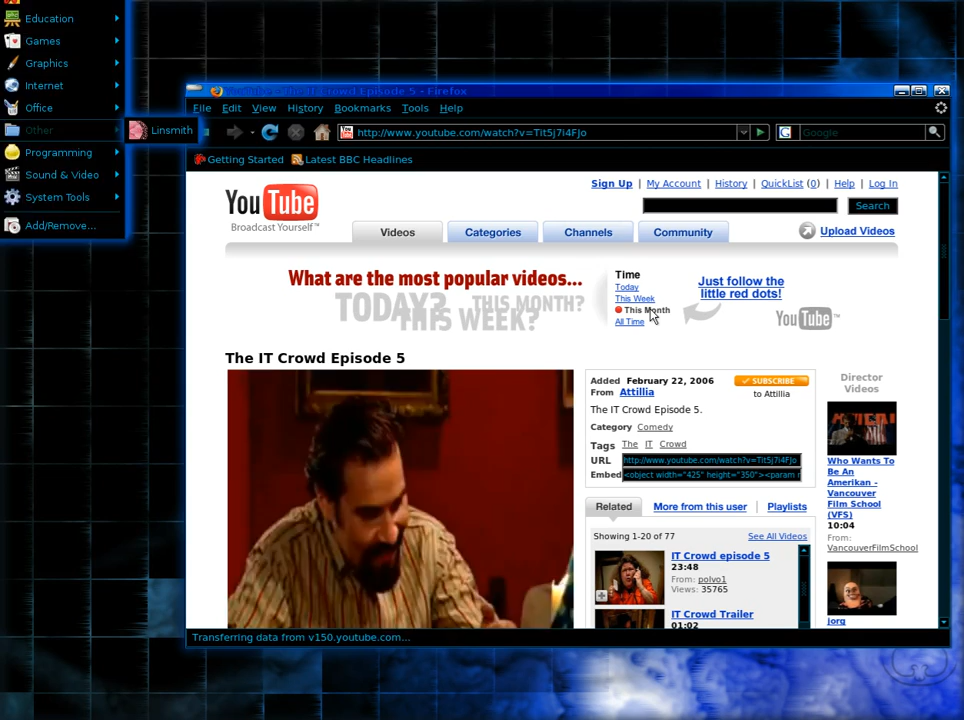 Education
Games
Graphics
Internet
Office
Other
Linsmith
Programming
Sound & Video
System Tools
Add/Remove...
YouTube - The IT Crowd Episode 5 - Firefox
File Edit View History Bookmarks Tools Help
http://www.youtube.com/watch?v=Tit5j7i4FJo
Google
Getting Started Latest BBC Headlines
Sign Up | My Account | History | QuickList (0) | Help | Log In
YouTube
Broadcast Yourself™
Search
Videos Categories Channels Community
Upload Videos
What are the most popular videos...
TODAY? THIS MONTH?
THIS WEEK?
Time
Today
This Week
This Month
All Time
Just follow the
little red dots!
YouTube™
The IT Crowd Episode 5
Added February 22, 2006
From Attillia
SUBSCRIBE
to Attillia
The IT Crowd Episode 5.
Category Comedy
Tags The IT Crowd
URL http://www.youtube.com/watch?v=Tit5j7i4FJo
Embed <object width="425" height="350"><param r
Related More from this user | Playlists
Showing 1-20 of 77 See All Videos
IT Crowd episode 5
23:48
From: polvo1
Views: 35765
IT Crowd Trailer
01:02
Director
Videos
Who Wants To
Be An
Amerikan -
Vancouver
Film School
(VFS)
10:04
From:
VancouverFilmSchool
jorg
Transferring data from v150.youtube.com...